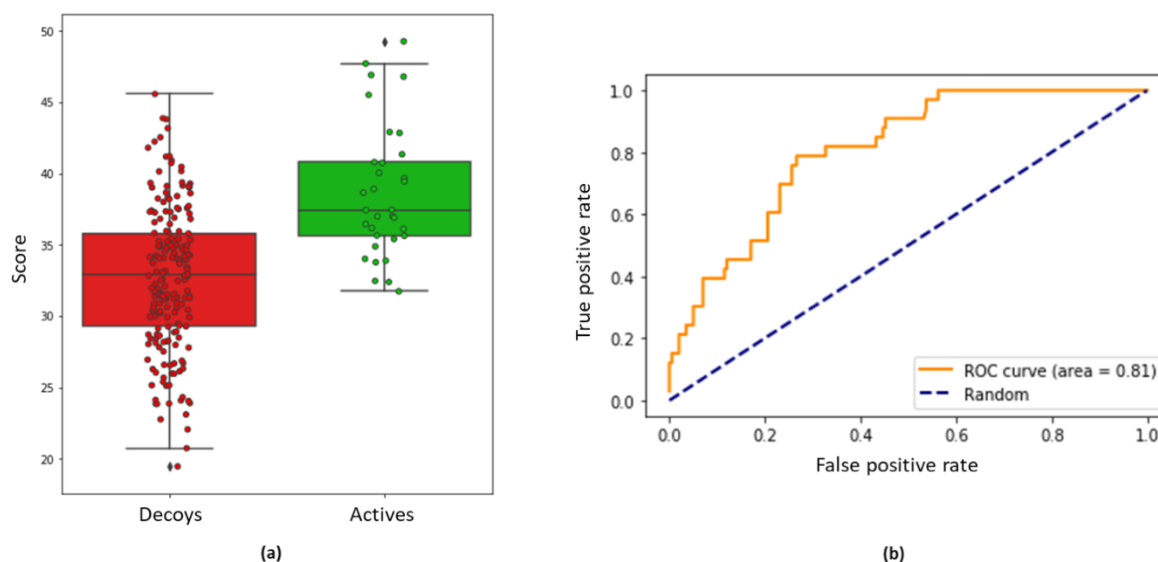 50
45
40
35
30
25
20
Score
Decoys
Actives
(a)
1.0
0.8
0.6
0.4
0.2
0.0
True positive rate
ROC curve (area = 0.81)
Random
0.0
0.2
0.4
0.6
0.8
1.0
False positive rate
(b)